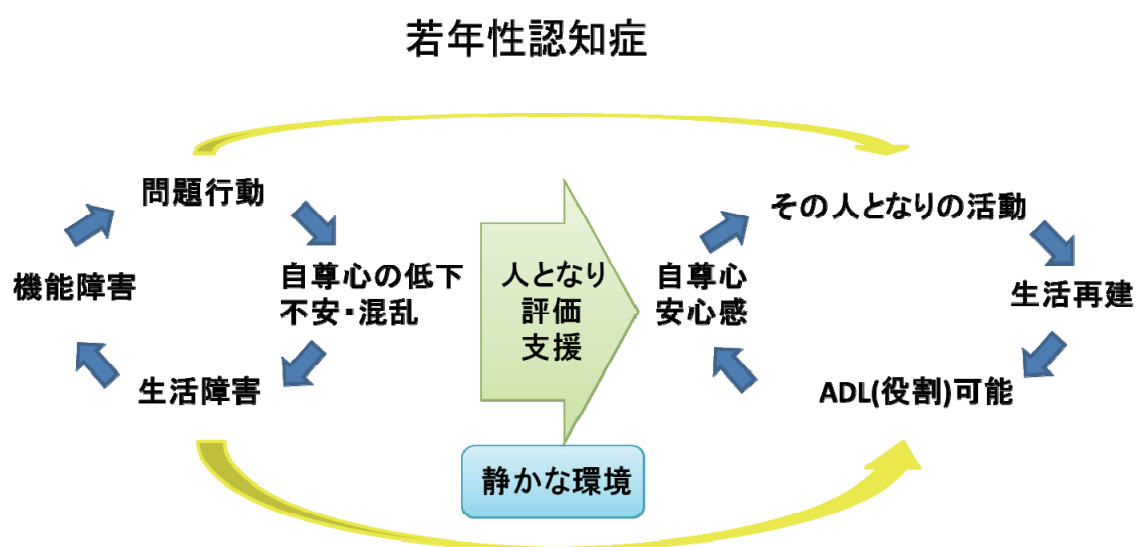 若年性認知症
問題行動
機能障害
自尊心の低下
不安・混乱
生活障害
人となり
評価
支援
静かな環境
その人となりの活動
自尊心
安心感
生活再建
ADL(役割)可能